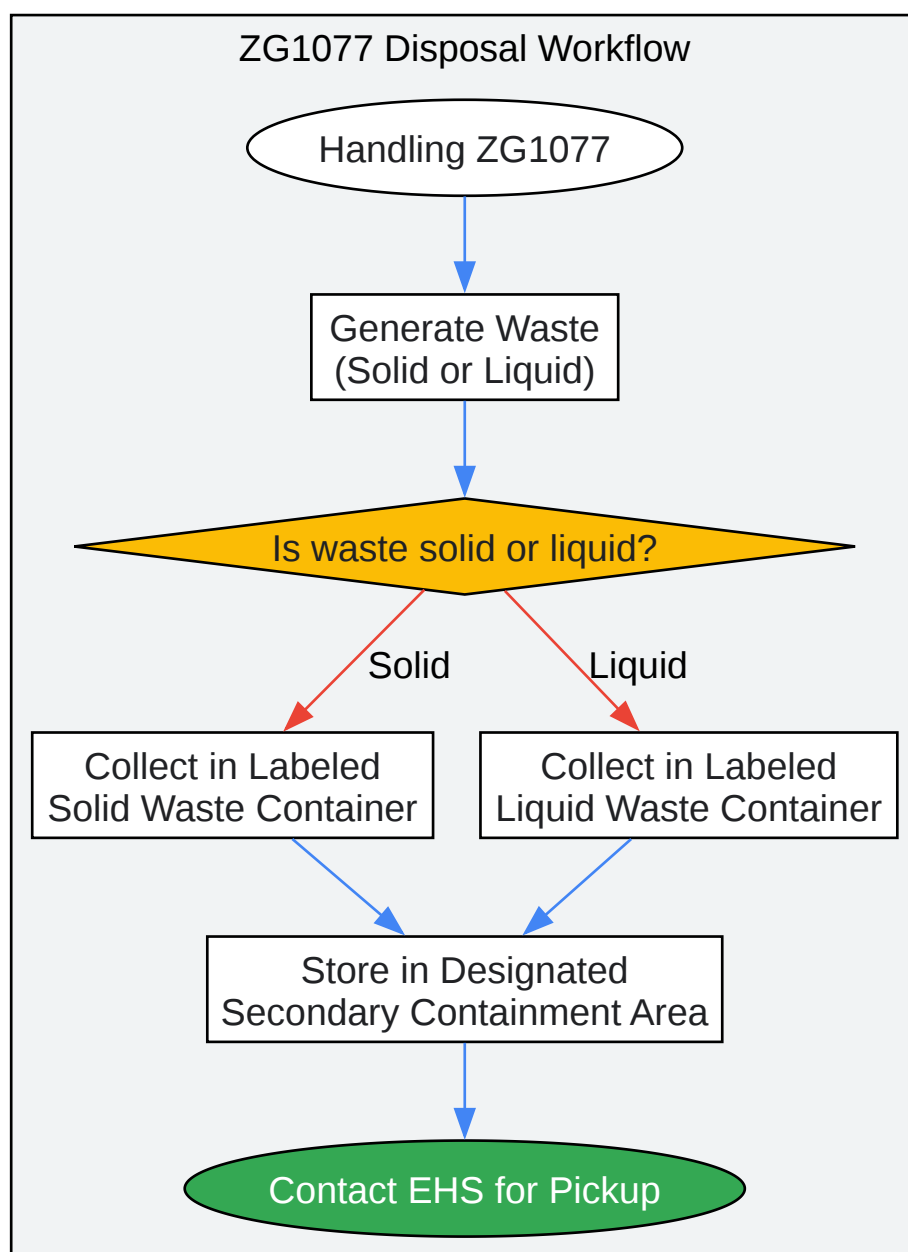 ZG1077 Disposal Workflow
Handling ZG1077
Generate Waste
(Solid or Liquid)
Is waste solid or liquid?
Solid
Liquid
Collect in Labeled
Solid Waste Container
Collect in Labeled
Liquid Waste Container
Store in Designated
Secondary Containment Area
Contact EHS for Pickup